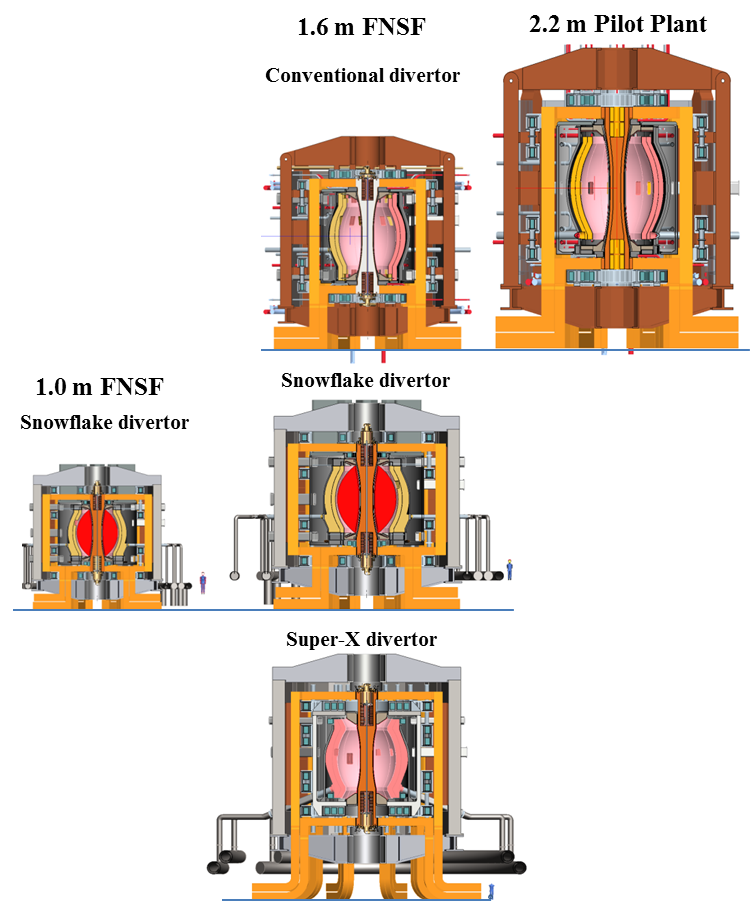 1.6 m FNSF
2.2 m Pilot Plant
Conventional divertor
1.0 m FNSF
Snowflake divertor
Snowflake divertor
Super-X divertor